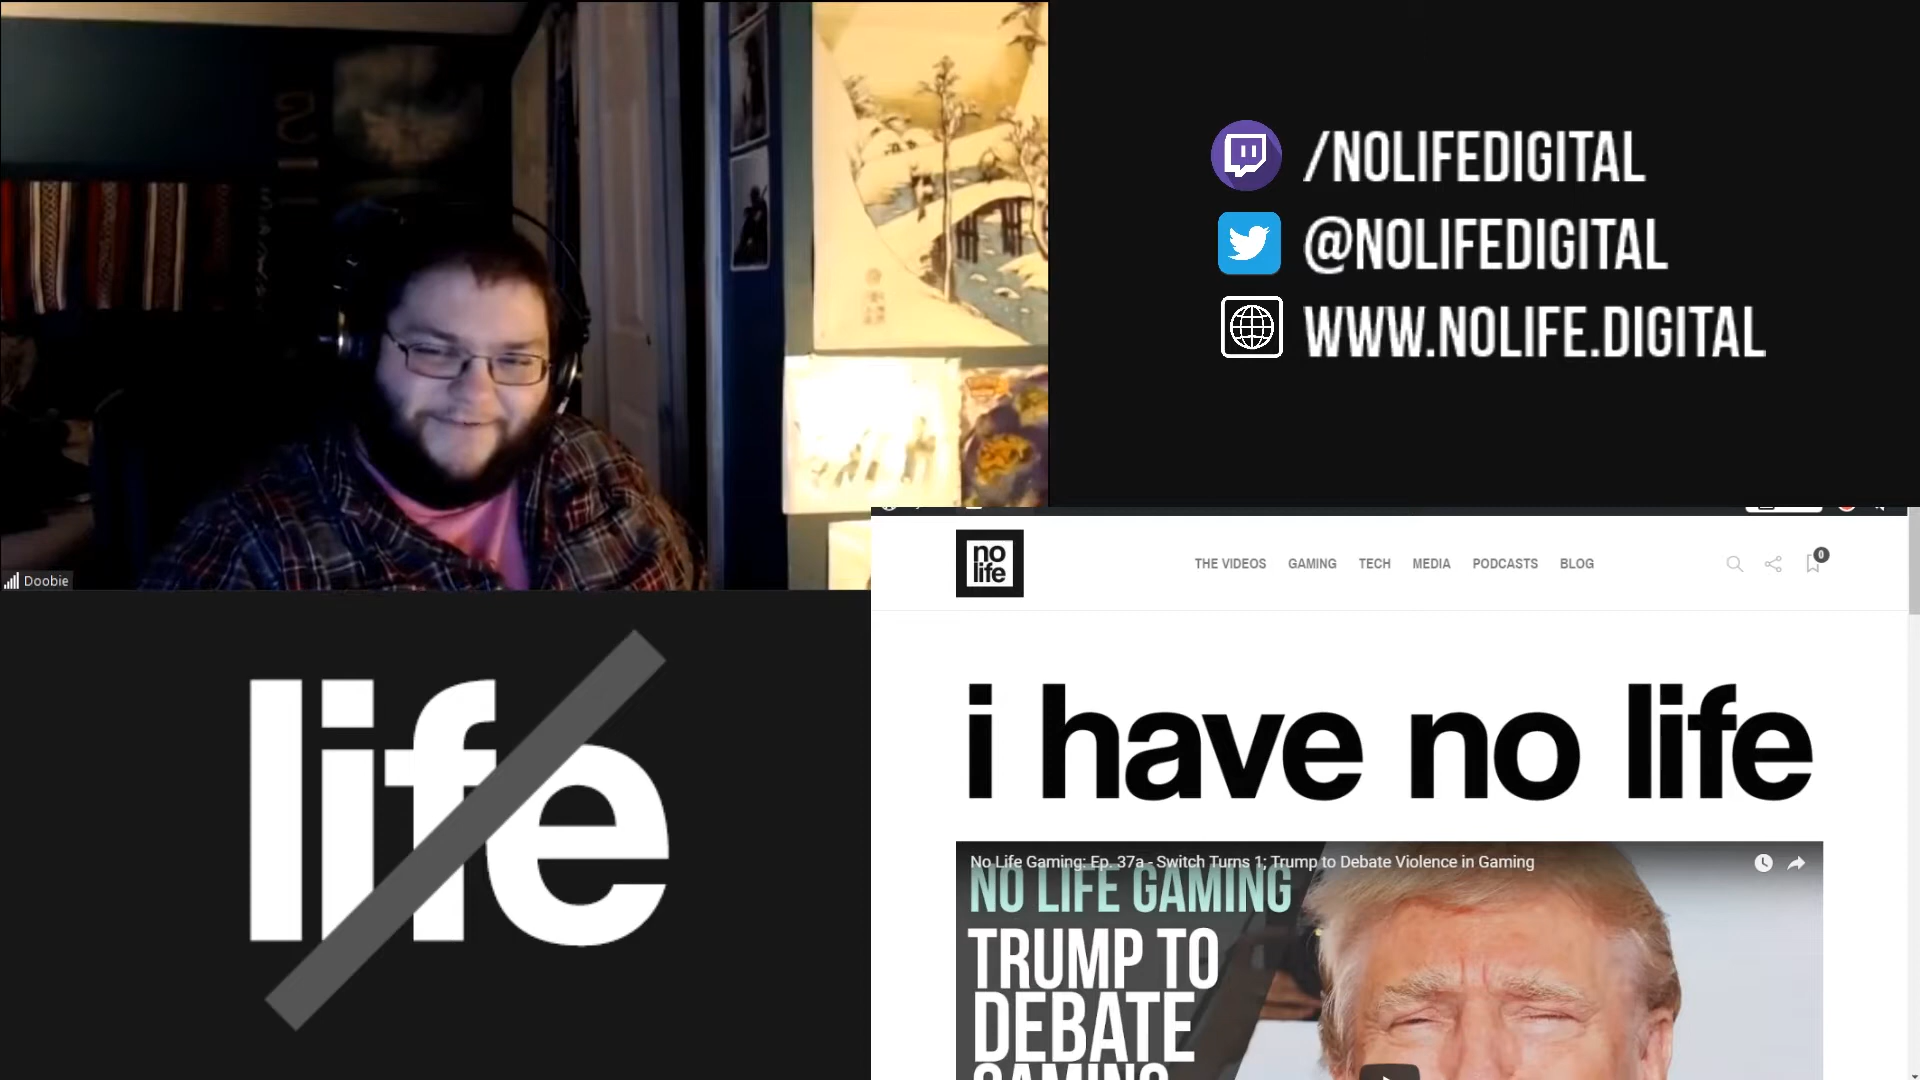 /NOLIFEDIGITAL
@NOLIFEDIGITAL
WWW.NOLIFE.DIGITAL
Doobie
no
life
THE VIDEOS GAMING TECH MEDIA PODCASTS BLOG
0
life
i have no life
No Life Gaming: Ep. 37a - Switch Turns 1; Trump to Debate Violence in Gaming
NO LIFE GAMING
TRUMP TO
DEBATE
GAMING